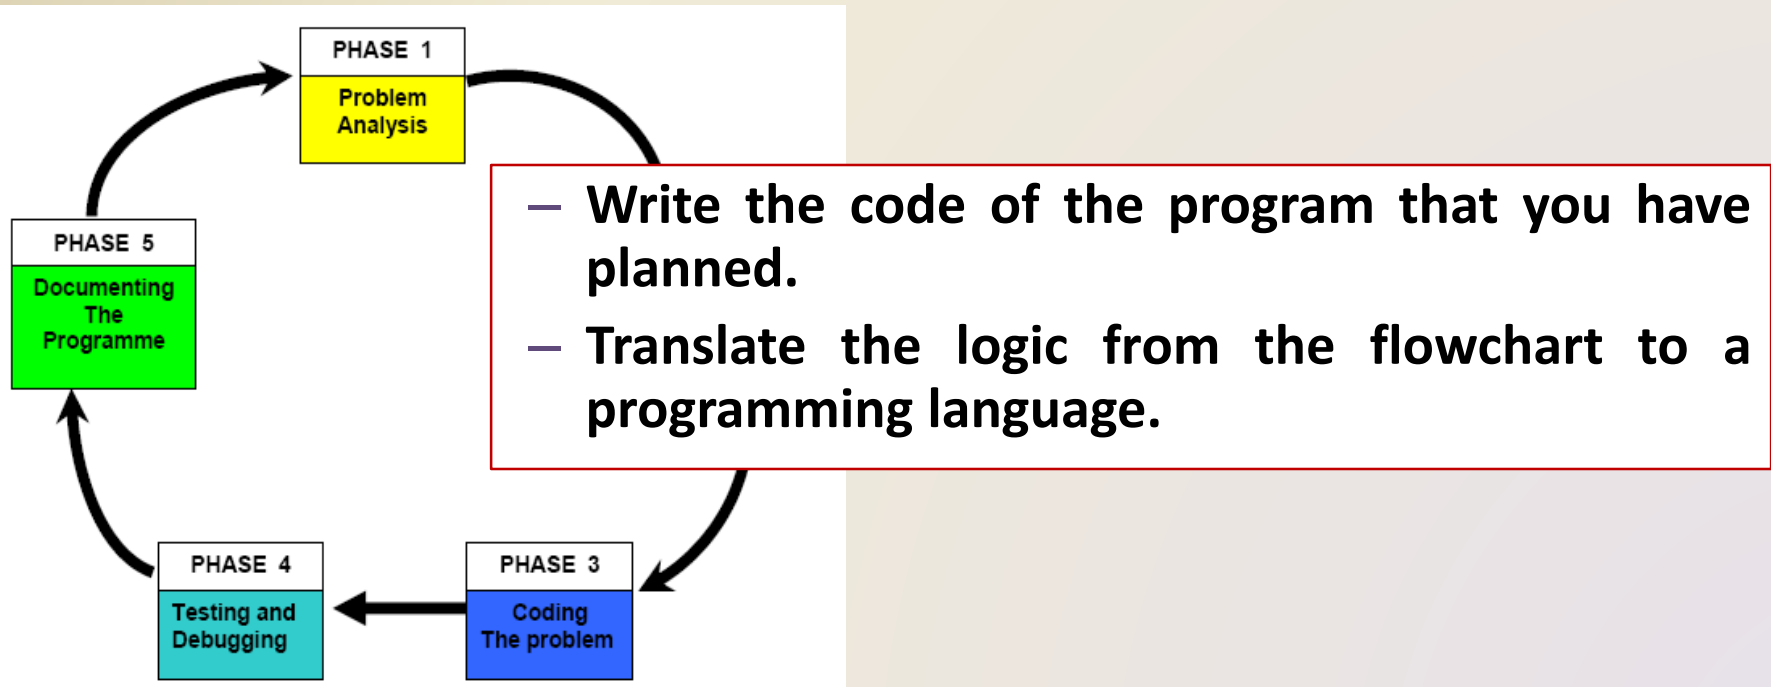 PHASE 1
Problem
Analysis
– Write the code of the program that you have
planned.
– Translate the logic from the flowchart to a
programming language.
PHASE 5
Documenting
The
Programme
PHASE 4
Testing and
Debugging
PHASE 3
Coding
The problem